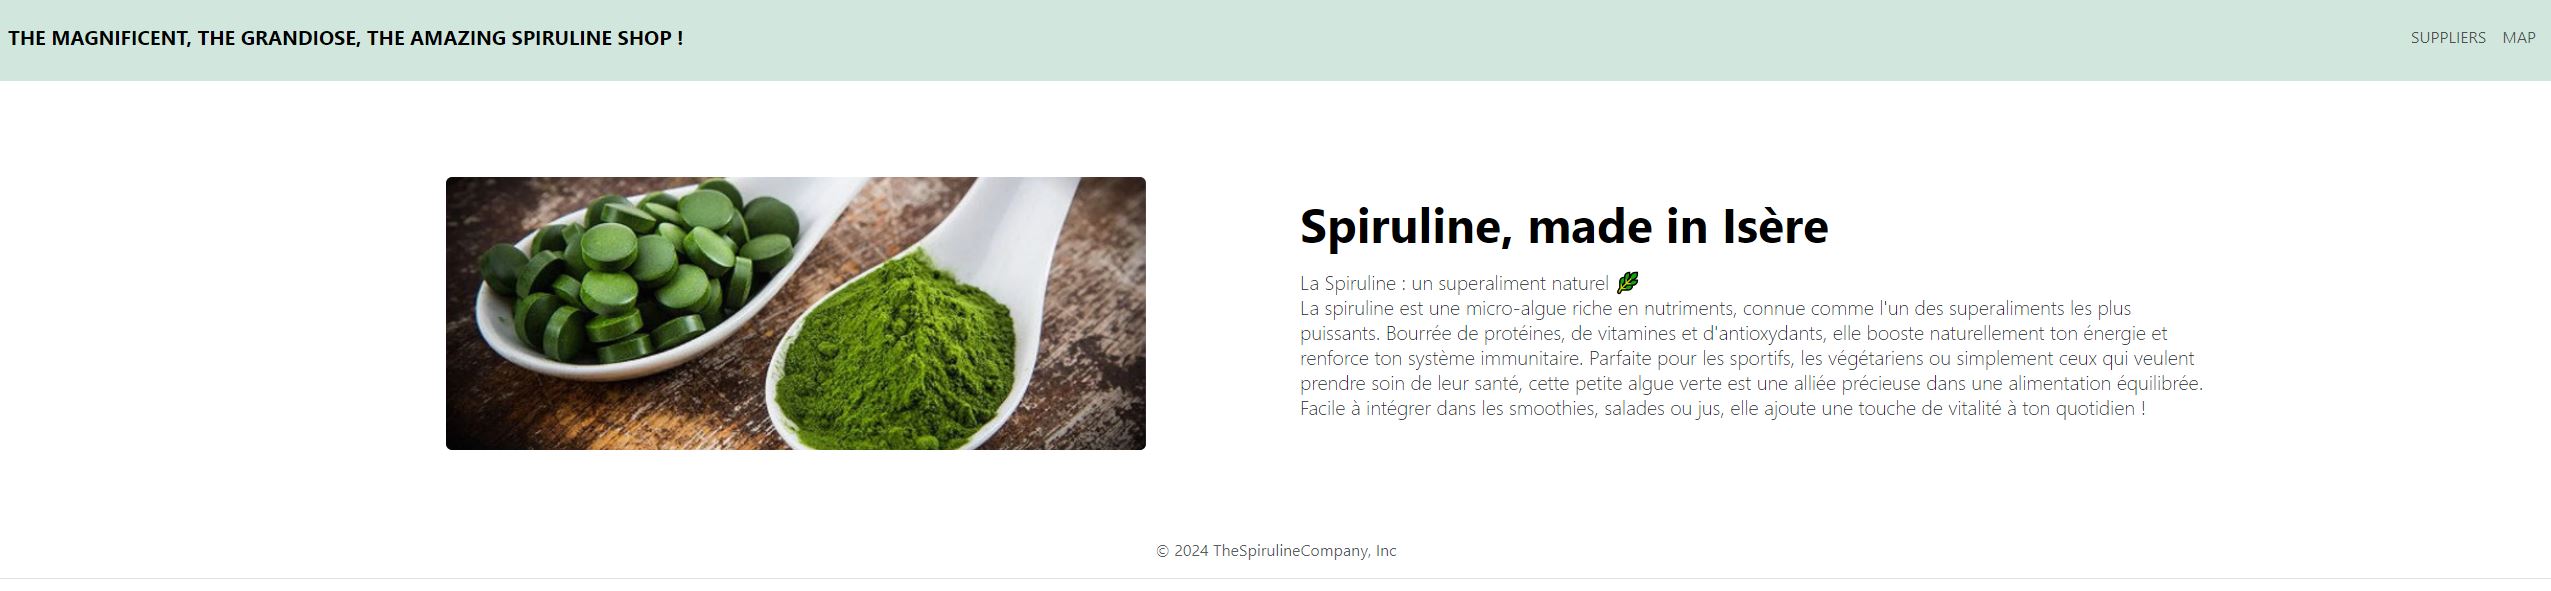 THE MAGNIFICENT, THE GRANDIOSE, THE AMAZING SPIRULINE SHOP !
SUPPLIERS MAP
Spiruline, made in Isère
La Spiruline : un superaliment naturel 🌿
La spiruline est une micro-algue riche en nutriments, connue comme l'un des superaliments les plus
puissants. Bourrée de protéines, de vitamines et d'antioxydants, elle booste naturellement ton énergie et
renforce ton système immunitaire. Parfaite pour les sportifs, les végétariens ou simplement ceux qui veulent
prendre soin de leur santé, cette petite algue verte est une alliée précieuse dans une alimentation équilibrée.
Facile à intégrer dans les smoothies, salades ou jus, elle ajoute une touche de vitalité à ton quotidien !
© 2024 TheSpirulineCompany, Inc